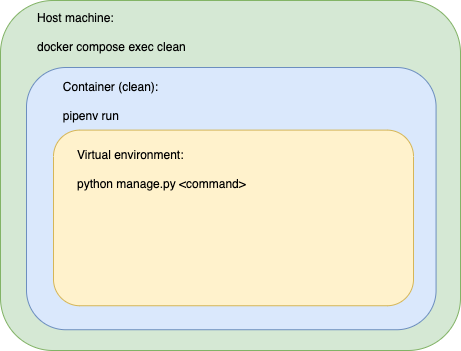 Host machine:
docker compose exec clean
Container (clean):
pipenv run
Virtual environment:
python manage.py <command>